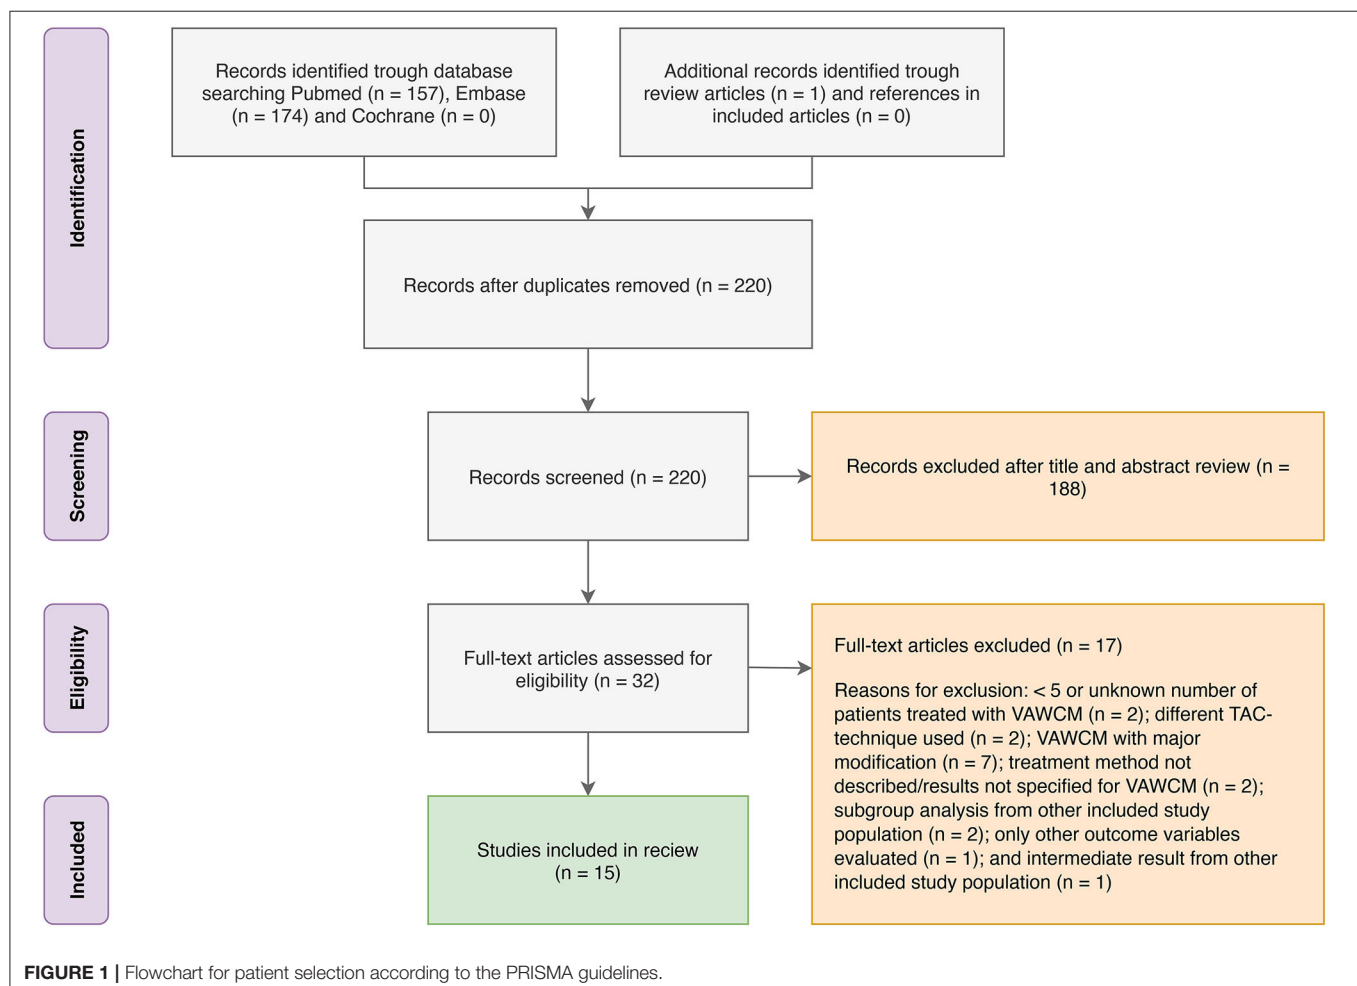 Identification
Records identified trough database
searching Pubmed (n = 157), Embase
(n = 174) and Cochrane (n = 0)
Additional records identified trough
review articles (n = 1) and references in
included articles (n = 0)
Records after duplicates removed (n = 220)
Screening
Records screened (n = 220)
Records excluded after title and abstract review (n =
188)
Eligibility
Full-text articles assessed for
eligibility (n = 32)
Full-text articles excluded (n = 17)
Reasons for exclusion: < 5 or unknown number of
patients treated with VAWCM (n = 2); different TAC-
technique used (n = 2); VAWCM with major
modification (n = 7); treatment method not
described/results not specified for VAWCM (n = 2);
subgroup analysis from other included study
population (n = 2); only other outcome variables
evaluated (n = 1); and intermediate result from other
included study population (n = 1)
Included
Studies included in reciew
(n = 15)
FIGURE 1 | Flowchart for patient selection according to the PRISMA guidelines.